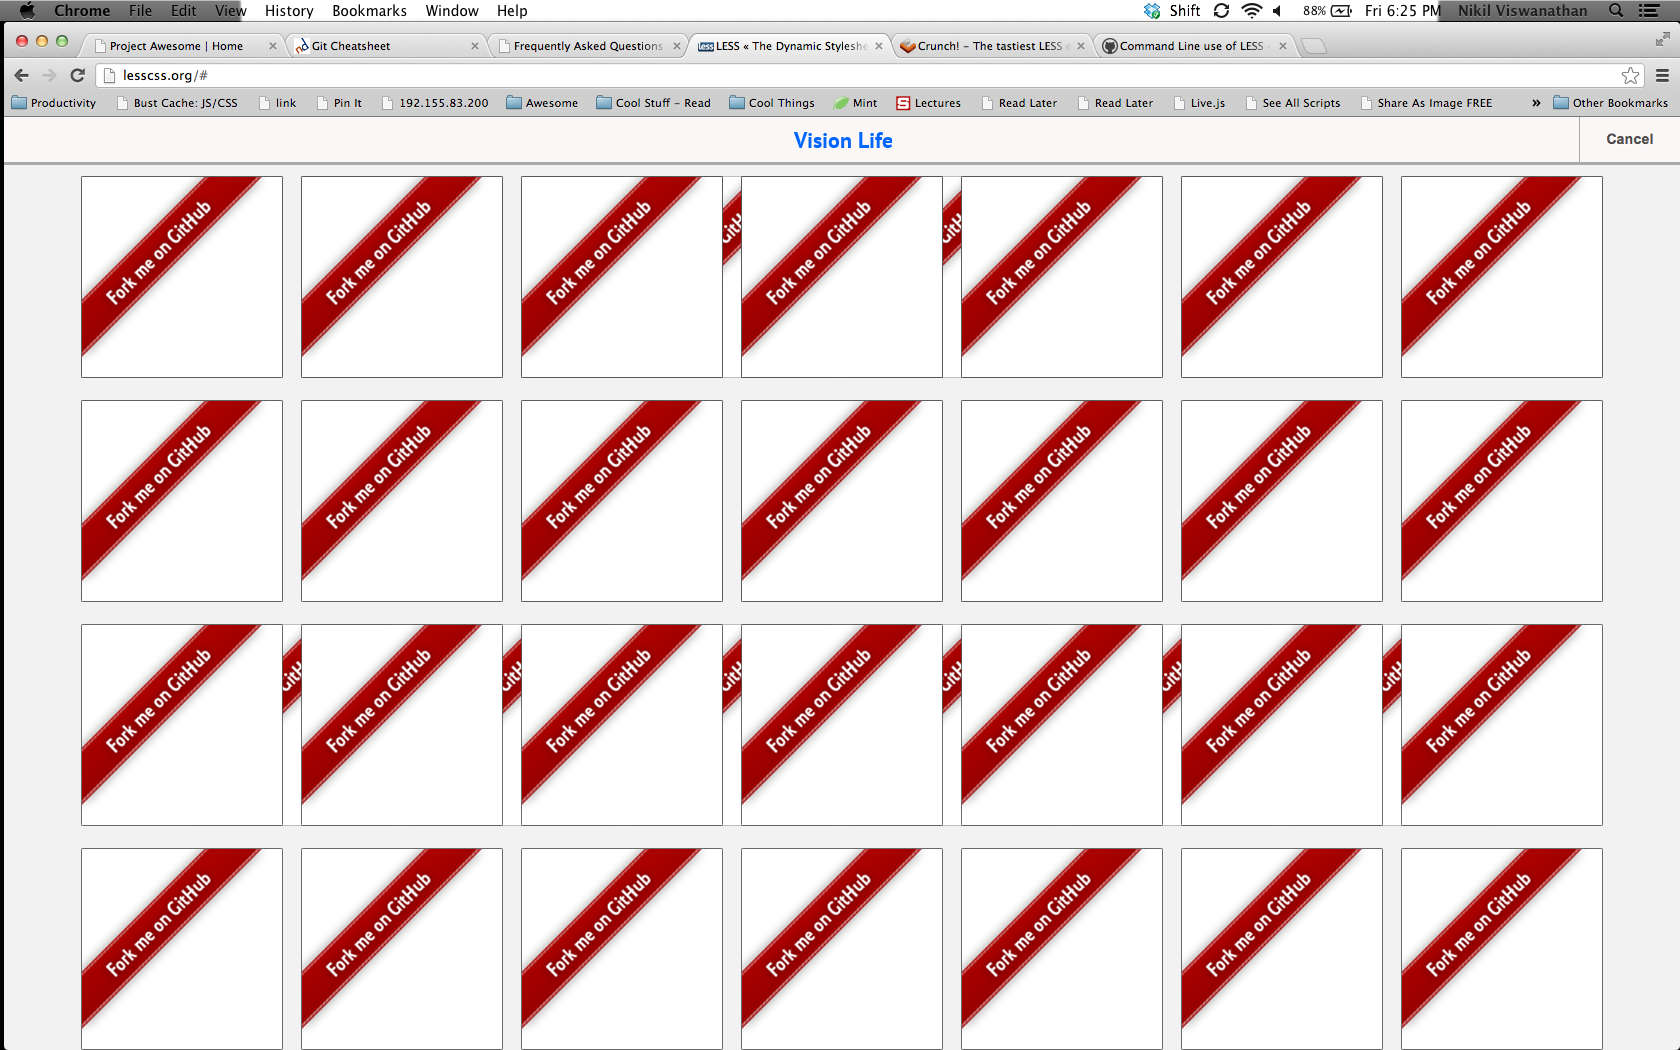 Chrome File Edit View History Bookmarks Window Help Shift 88% Fri 6:25 PM Nikil Viswanathan
Project Awesome | Home Git Cheatsheet Frequently Asked Questions less LESS « The Dynamic Styleshe Crunch! – The tastiest LESS e Command Line use of LESS
lesscss.org/#
Productivity Bust Cache: JS/CSS link Pin It 192.155.83.200 Awesome Cool Stuff – Read Cool Things Mint S Lectures Read Later Read Later Live.js See All Scripts Share As Image FREE » Other Bookmarks
Vision Life Cancel
Fork me on GitHub Fork me on GitHub Fork me on GitHub GitH Fork me on GitHub GitH Fork me on GitHub Fork me on GitHub Fork me on GitHub
Fork me on GitHub Fork me on GitHub Fork me on GitHub Fork me on GitHub Fork me on GitHub Fork me on GitHub Fork me on GitHub
Fork me on GitHub GitH Fork me on GitHub GitH Fork me on GitHub GitH Fork me on GitHub GitH Fork me on GitHub GitH Fork me on GitHub GitH Fork me on GitHub
Fork me on GitHub Fork me on GitHub Fork me on GitHub Fork me on GitHub Fork me on GitHub Fork me on GitHub Fork me on GitHub